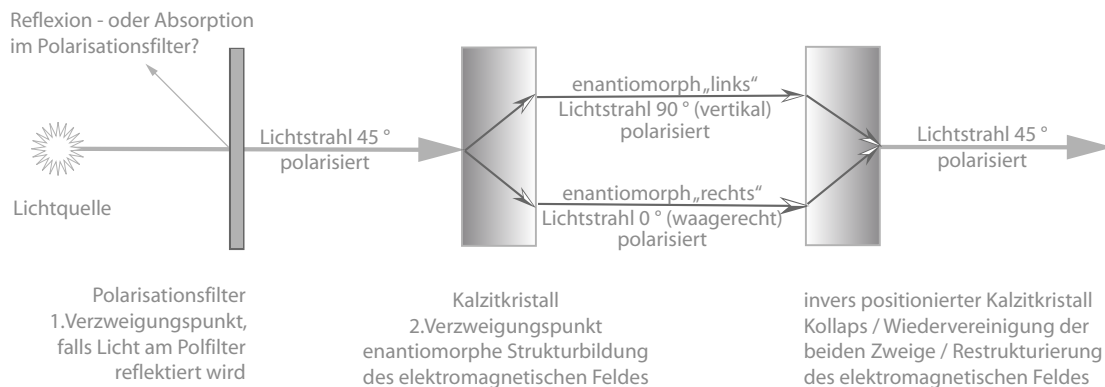 Reflexion - oder Absorption
im Polarisationsfilter?
Lichtquelle
Lichtstrahl 45 °
polarisiert
enantiomorph„links“
Lichtstrahl 90 ° (vertikal)
polarisiert
enantiomorph„rechts“
Lichtstrahl 0 ° (waagerecht)
polarisiert
Lichtstrahl 45 °
polarisiert
Polarisationsfilter
1.Verzweigungspunkt,
falls Licht am Polfilter
reflektiert wird
Kalzitkristall
2.Verzweigungspunkt
enantiomorphe Strukturbildung
des elektromagnetischen Feldes
invers positionierter Kalzitkristall
Kollaps / Wiedervereinigung der
beiden Zweige / Restrukturierung
des elektromagnetischen Feldes